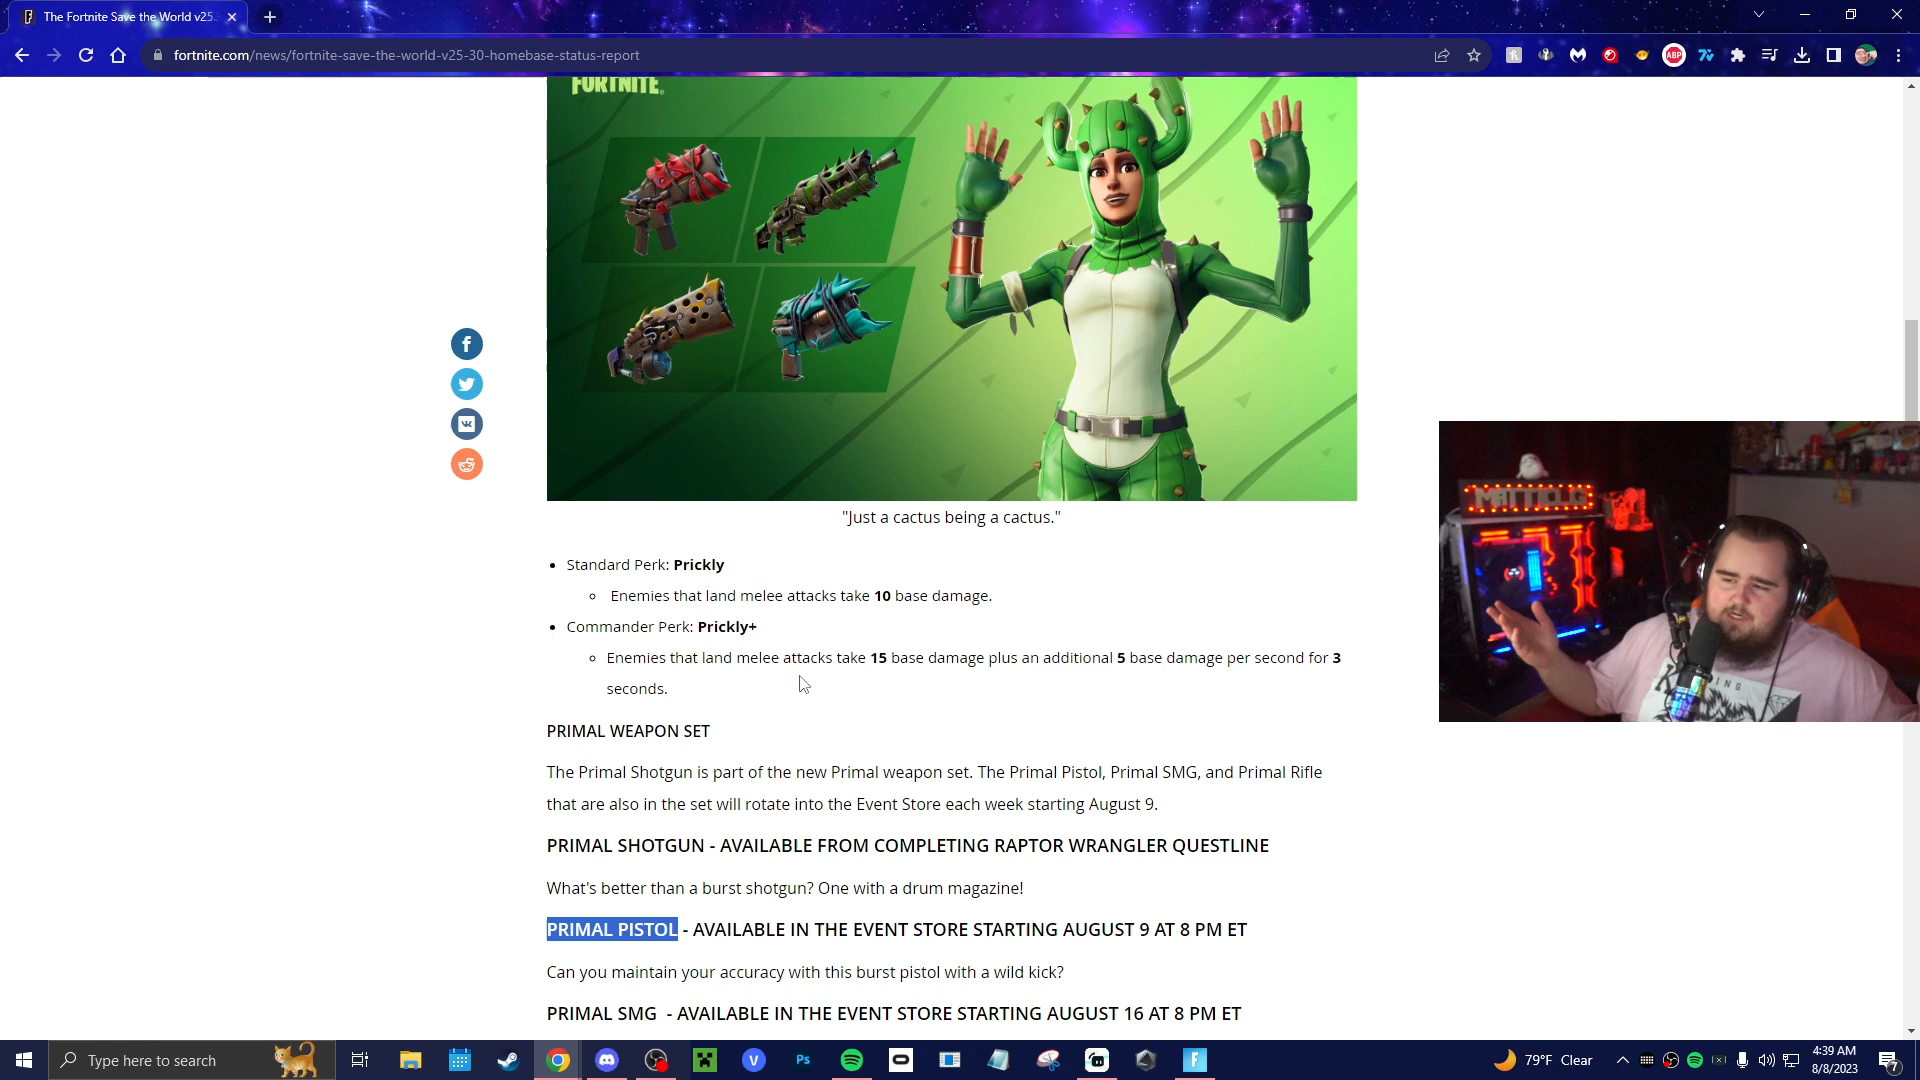 The Fortnite Save the World v25.
fortnite.com/news/fortnite-save-the-world-v25-30-homebase-status-report
ABP
FORTNITE
"Just a cactus being a cactus."
Standard Perk: Prickly
Enemies that land melee attacks take 10 base damage.
Commander Perk: Prickly+
Enemies that land melee attacks take 15 base damage plus an additional 5 base damage per second for 3
seconds.
MATTIOLG
PRIMAL WEAPON SET
The Primal Shotgun is part of the new Primal weapon set. The Primal Pistol, Primal SMG, and Primal Rifle
that are also in the set will rotate into the Event Store each week starting August 9.
PRIMAL SHOTGUN - AVAILABLE FROM COMPLETING RAPTOR WRANGLER QUESTLINE
What's better than a burst shotgun? One with a drum magazine!
PRIMAL PISTOL - AVAILABLE IN THE EVENT STORE STARTING AUGUST 9 AT 8 PM ET
Can you maintain your accuracy with this burst pistol with a wild kick?
PRIMAL SMG - AVAILABLE IN THE EVENT STORE STARTING AUGUST 16 AT 8 PM ET
Type here to search
Ps
79°F Clear
4:39 AM
8/8/2023
7